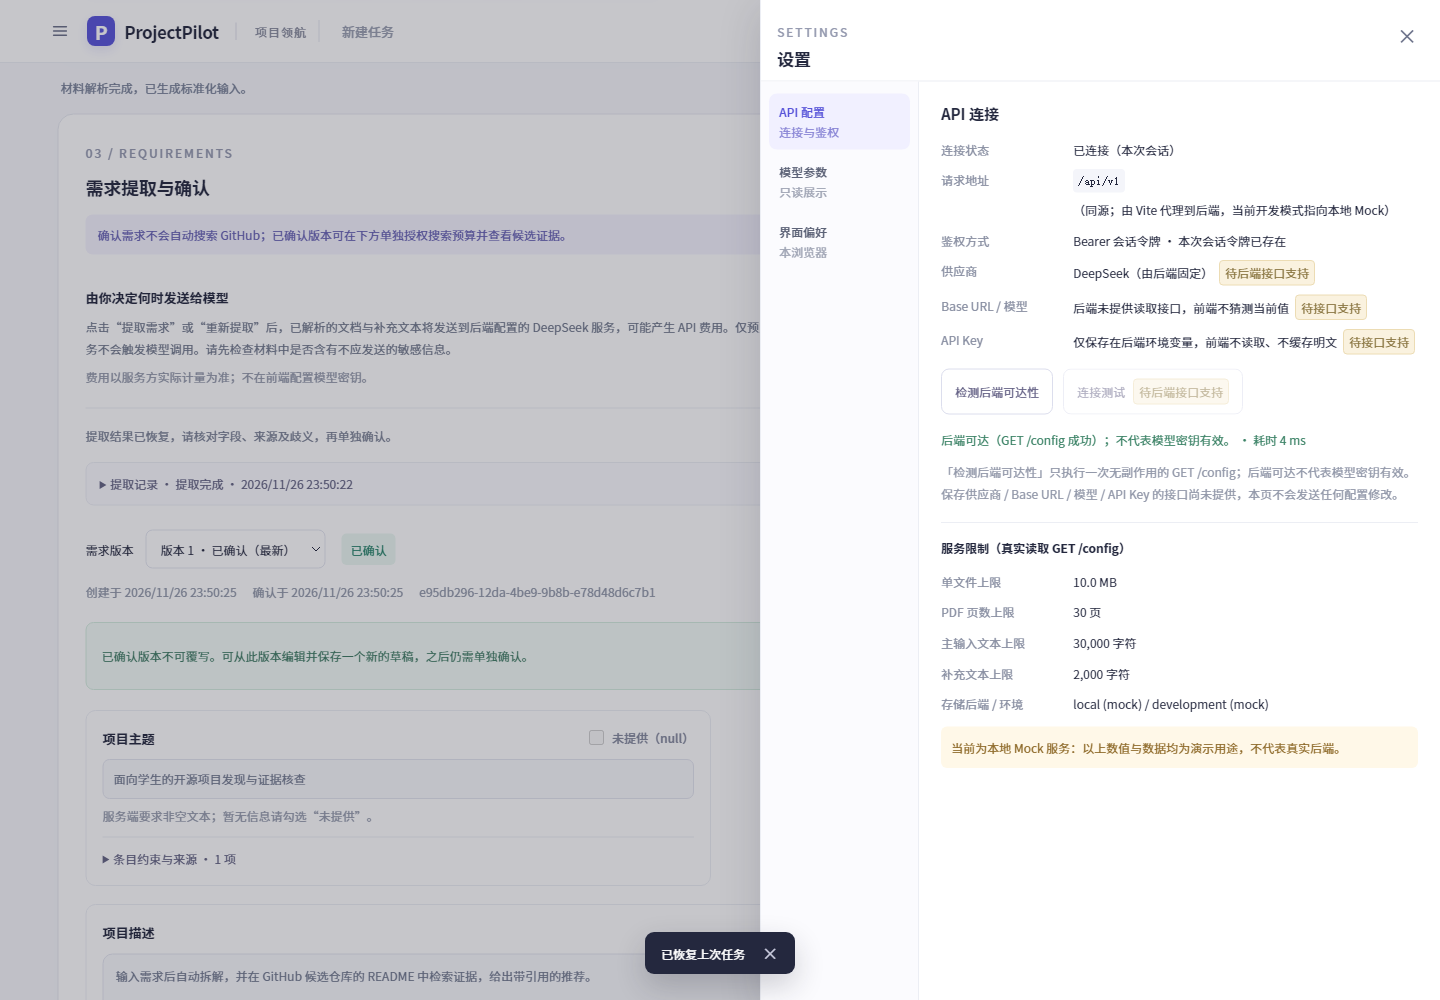 P ProjectPilot 项目领航 新建任务
材料解析完成，已生成标准化输入。
03 / REQUIREMENTS
需求提取与确认
确认需求不会自动搜索 GitHub；已确认版本可在下方单独授权搜索预算并查看候选证据。
由你决定何时发送给模型
点击“提取需求”或“重新提取”后，已解析的文档与补充文本将发送到后端配置的 DeepSeek 服务，可能产生 API 费用。仅预
务不会触发模型调用。请先检查材料中是否含有不应发送的敏感信息。
费用以服务方实际计量为准；不在前端配置模型密钥。
提取结果已恢复，请核对字段、来源及歧义，再单独确认。
提取记录 · 提取完成 · 2026/11/26 23:50:22
需求版本 版本 1 · 已确认（最新） 已确认
创建于 2026/11/26 23:50:25 确认于 2026/11/26 23:50:25 e95db296-12da-4be9-9b8b-e78d48d6c7b1
已确认版本不可覆写。可从此版本编辑并保存一个新的草稿，之后仍需单独确认。
项目主题 未提供（null）
面向学生的开源项目发现与证据核查
服务端要求非空文本；暂无信息请勾选“未提供”。
条目约束与来源 · 1 项
项目描述
输入需求后自动拆解，并在 GitHub 候选仓库的 README 中检索证据，给出带引用的推荐。
已恢复上次任务
SETTINGS
设置
API 配置
连接与鉴权
模型参数
只读展示
界面偏好
本浏览器
API 连接
连接状态 已连接（本次会话）
请求地址 /api/v1
（同源；由 Vite 代理到后端，当前开发模式指向本地 Mock）
鉴权方式 Bearer 会话令牌 · 本次会话令牌已存在
供应商 DeepSeek（由后端固定） 待后端接口支持
Base URL / 模型 后端未提供读取接口，前端不猜测当前值 待接口支持
API Key 仅保存在后端环境变量，前端不读取、不缓存明文 待接口支持
检测后端可达性 连接测试 待后端接口支持
后端可达（GET /config 成功）；不代表模型密钥有效。 · 耗时 4 ms
「检测后端可达性」只执行一次无副作用的 GET /config；后端可达不代表模型密钥有效。
保存供应商 / Base URL / 模型 / API Key 的接口尚未提供，本页不会发送任何配置修改。
服务限制（真实读取 GET /config）
单文件上限 10.0 MB
PDF 页数上限 30 页
主输入文本上限 30,000 字符
补充文本上限 2,000 字符
存储后端 / 环境 local (mock) / development (mock)
当前为本地 Mock 服务：以上数值与数据均为演示用途，不代表真实后端。